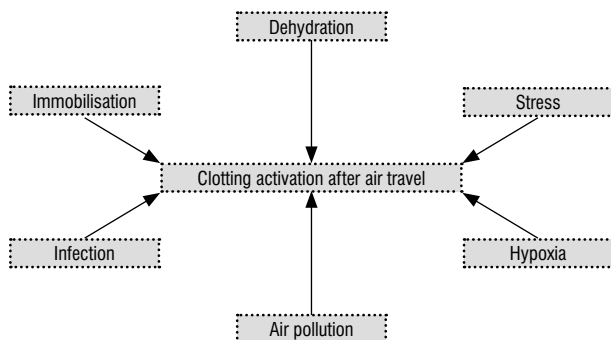 Dehydration
Immobilisation
Stress
Clotting activation after air travel
Infection
Hypoxia
Air pollution